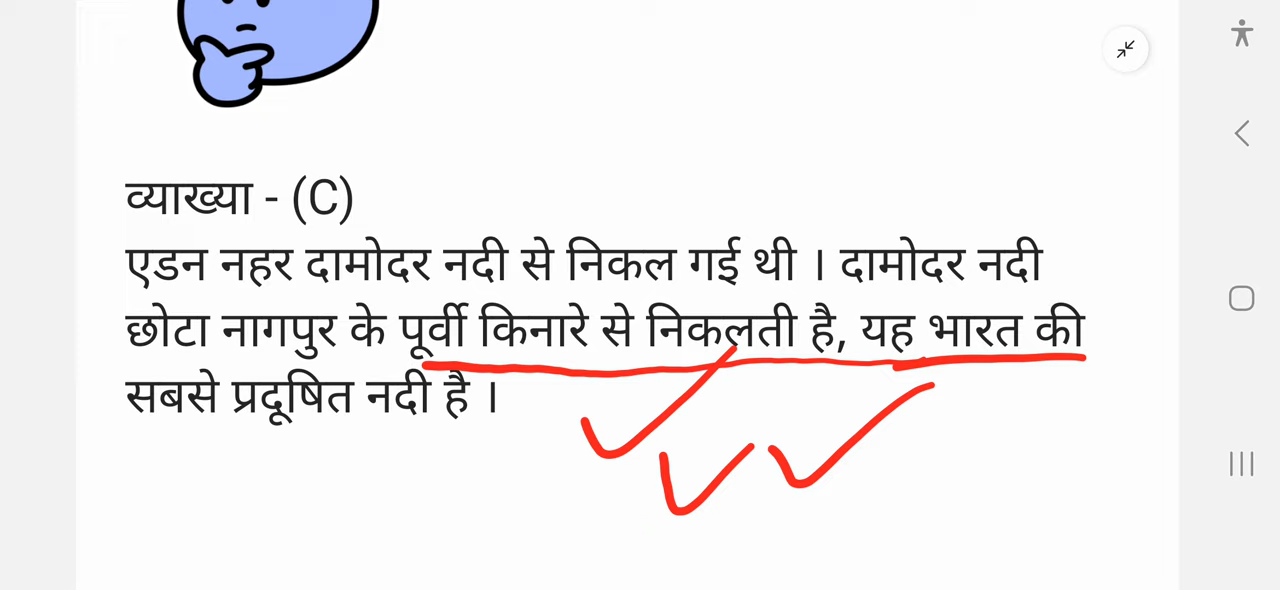 व्याख्या - (C)
एडन नहर दामोदर नदी से निकल गई थी । दामोदर नदी
छोटा नागपुर के पूर्वी किनारे से निकलती है, यह भारत की
सबसे प्रदूषित नदी है ।